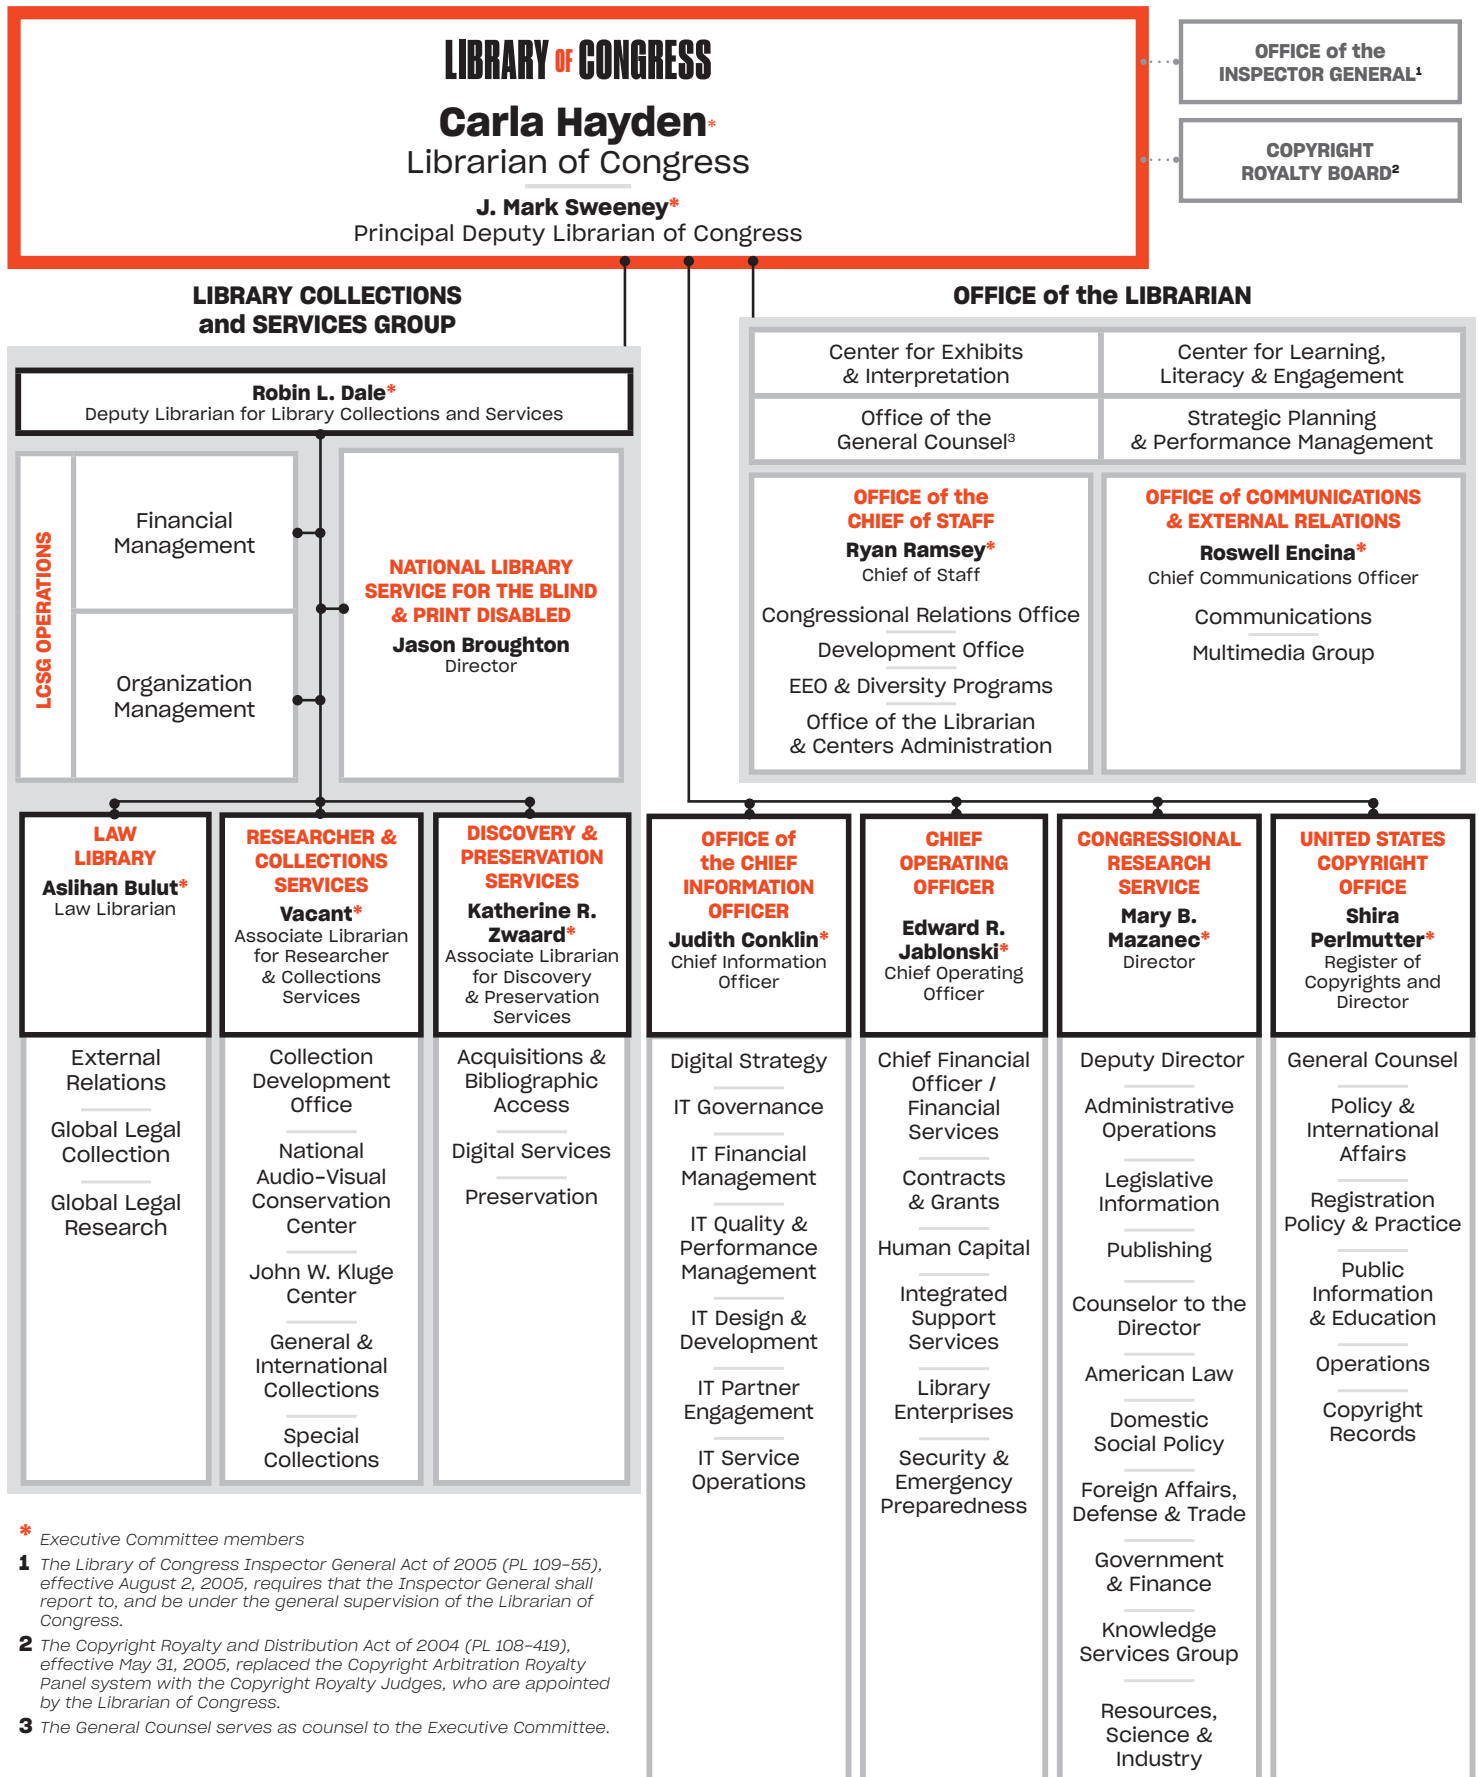 LIBRARY OF CONGRESS
Carla Hayden*
Librarian of Congress
J. Mark Sweeney*
Principal Deputy Librarian of Congress
OFFICE of the
INSPECTOR GENERAL¹
COPYRIGHT
ROYALTY BOARD²
LIBRARY COLLECTIONS
and SERVICES GROUP
Robin L. Dale*
Deputy Librarian for Library Collections and Services
LCSG OPERATIONS
Financial
Management
Organization
Management
NATIONAL LIBRARY
SERVICE FOR THE BLIND
& PRINT DISABLED
Jason Broughton
Director
OFFICE of the LIBRARIAN
Center for Exhibits
& Interpretation
Center for Learning,
Literacy & Engagement
Office of the
General Counsel³
Strategic Planning
& Performance Management
OFFICE of the
CHIEF of STAFF
Ryan Ramsey*
Chief of Staff
Congressional Relations Office
Development Office
EEO & Diversity Programs
Office of the Librarian
& Centers Administration
OFFICE of COMMUNICATIONS
& EXTERNAL RELATIONS
Roswell Encina*
Chief Communications Officer
Communications
Multimedia Group
LAW
LIBRARY
Aslihan Bulut*
Law Librarian
External
Relations
Global Legal
Collection
Global Legal
Research
RESEARCHER &
COLLECTIONS
SERVICES
Vacant*
Associate Librarian
for Researcher
& Collections
Services
Collection
Development
Office
National
Audio-Visual
Conservation
Center
John W. Kluge
Center
General &
International
Collections
Special
Collections
DISCOVERY &
PRESERVATION
SERVICES
Katherine R.
Zwaard*
Associate Librarian
for Discovery
& Preservation
Services
Acquisitions &
Bibliographic
Access
Digital Services
Preservation
OFFICE of
the CHIEF
INFORMATION
OFFICER
Judith Conklin*
Chief Information
Officer
Digital Strategy
IT Governance
IT Financial
Management
IT Quality &
Performance
Management
IT Design &
Development
IT Partner
Engagement
IT Service
Operations
CHIEF
OPERATING
OFFICER
Edward R.
Jablonski*
Chief Operating
Officer
Chief Financial
Officer /
Financial
Services
Contracts
& Grants
Human Capital
Integrated
Support
Services
Library
Enterprises
Security &
Emergency
Preparedness
CONGRESSIONAL
RESEARCH
SERVICE
Mary B.
Mazanec*
Director
Deputy Director
Administrative
Operations
Legislative
Information
Publishing
Counselor to the
Director
American Law
Domestic
Social Policy
Foreign Affairs,
Defense & Trade
Government
& Finance
Knowledge
Services Group
Resources,
Science &
Industry
UNITED STATES
COPYRIGHT
OFFICE
Shira
Perlmutter*
Register of
Copyrights and
Director
General Counsel
Policy &
International
Affairs
Registration
Policy & Practice
Public
Information
& Education
Operations
Copyright
Records
* Executive Committee members
1 The Library of Congress Inspector General Act of 2005 (PL 109-55),
effective August 2, 2005, requires that the Inspector General shall
report to, and be under the general supervision of the Librarian of
Congress.
2 The Copyright Royalty and Distribution Act of 2004 (PL 108-419),
effective May 31, 2005, replaced the Copyright Arbitration Royalty
Panel system with the Copyright Royalty Judges, who are appointed
by the Librarian of Congress.
3 The General Counsel serves as counsel to the Executive Committee.